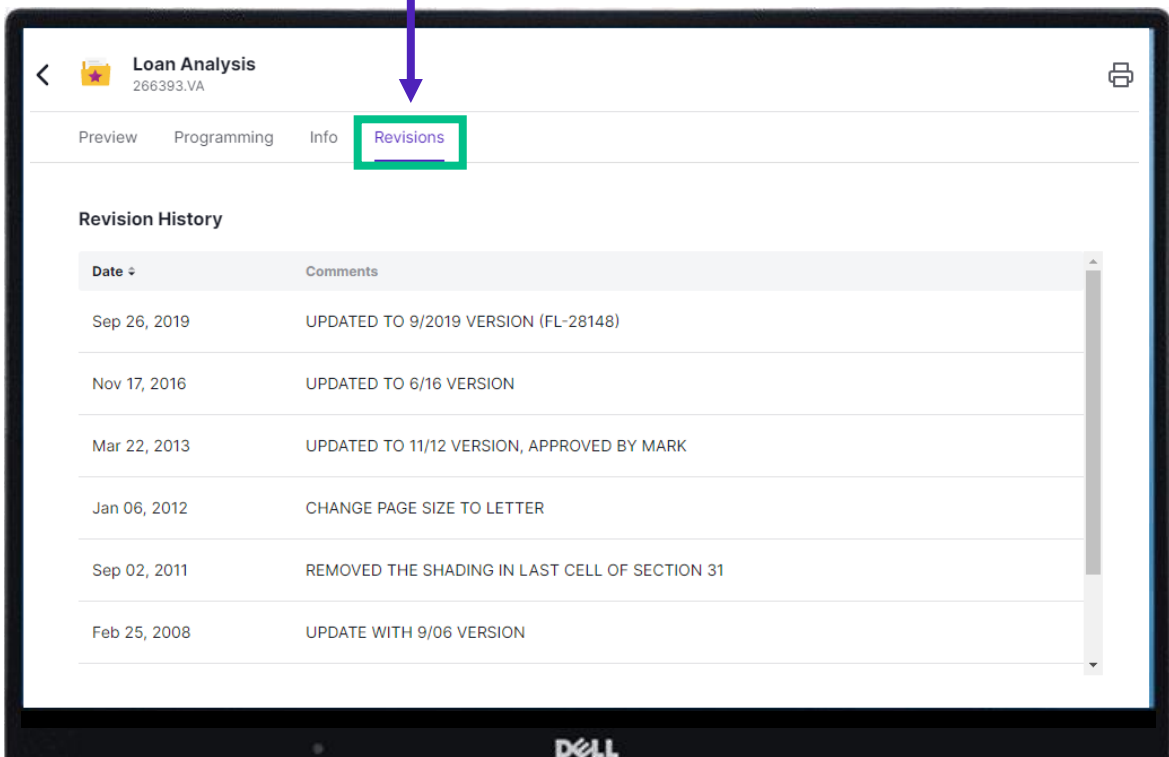 Loan Analysis
266393.VA
Preview Programming Info Revisions
Revision History
Date Comments
Sep 26, 2019 UPDATED TO 9/2019 VERSION (FL-28148)
Nov 17, 2016 UPDATED TO 6/16 VERSION
Mar 22, 2013 UPDATED TO 11/12 VERSION, APPROVED BY MARK
Jan 06, 2012 CHANGE PAGE SIZE TO LETTER
Sep 02, 2011 REMOVED THE SHADING IN LAST CELL OF SECTION 31
Feb 25, 2008 UPDATE WITH 9/06 VERSION
DELL